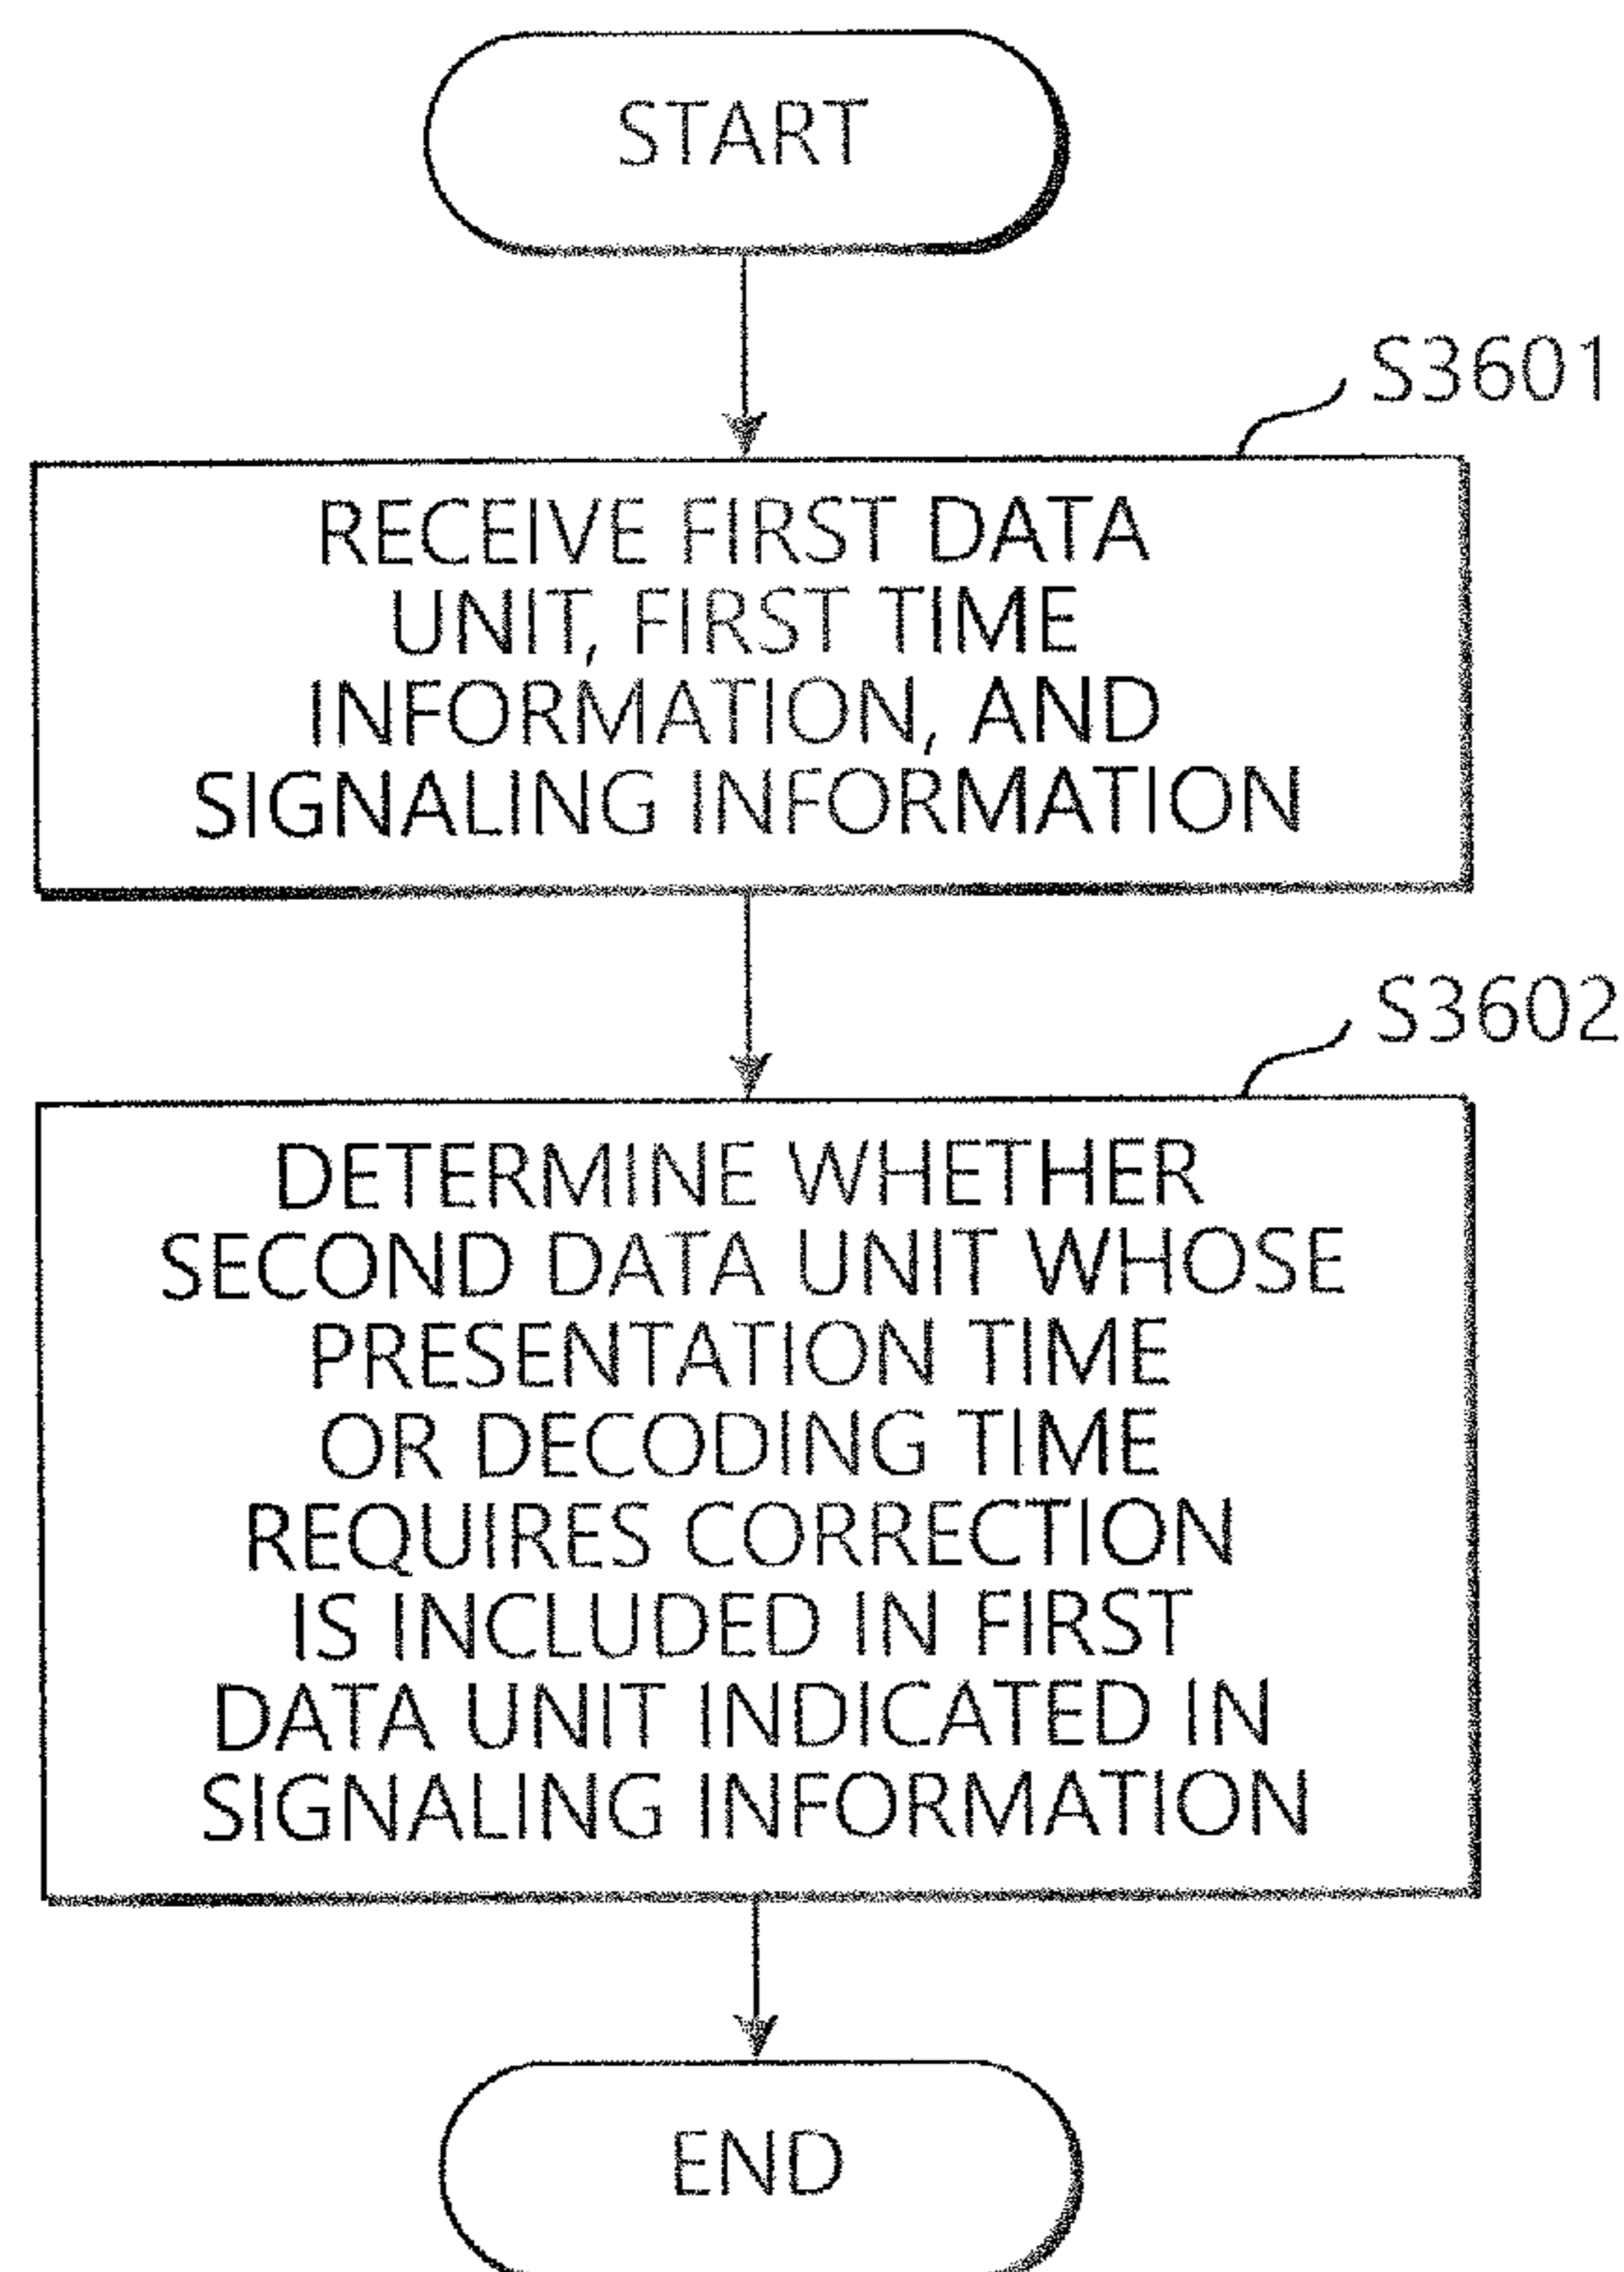 START
S3601
RECEIVE FIRST DATA
UNIT, FIRST TIME
INFORMATION, AND
SIGNALING INFORMATION
S3602
DETERMINE WHETHER
SECOND DATA UNIT WHOSE
PRESENTATION TIME
OR DECODING TIME
REQUIRES CORRECTION
IS INCLUDED IN FIRST
DATA UNIT INDICATED IN
SIGNALING INFORMATION
END